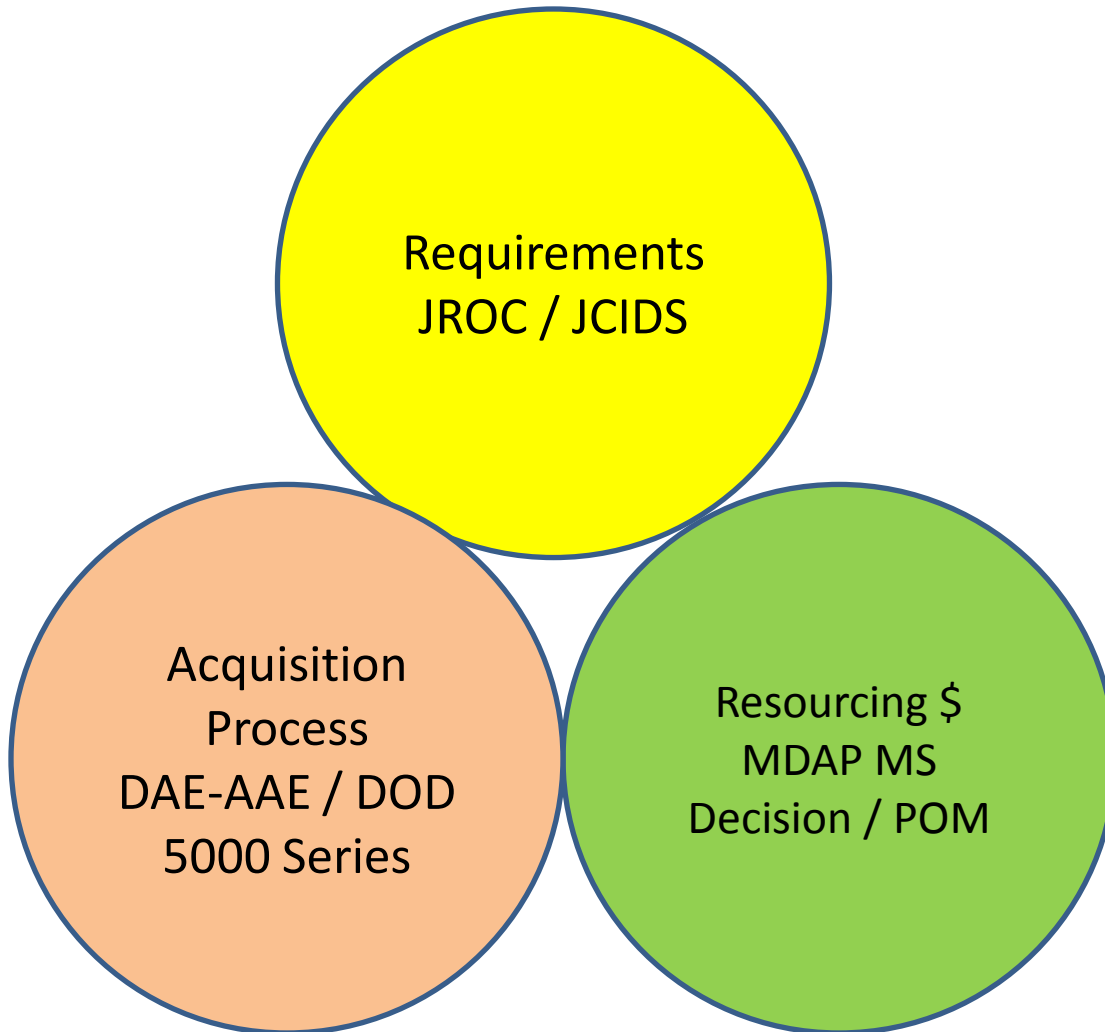 Requirements
JROC / JCIDS
Acquisition
Process
DAE-AAE / DOD
5000 Series
Resourcing $
MDAP MS
Decision / POM